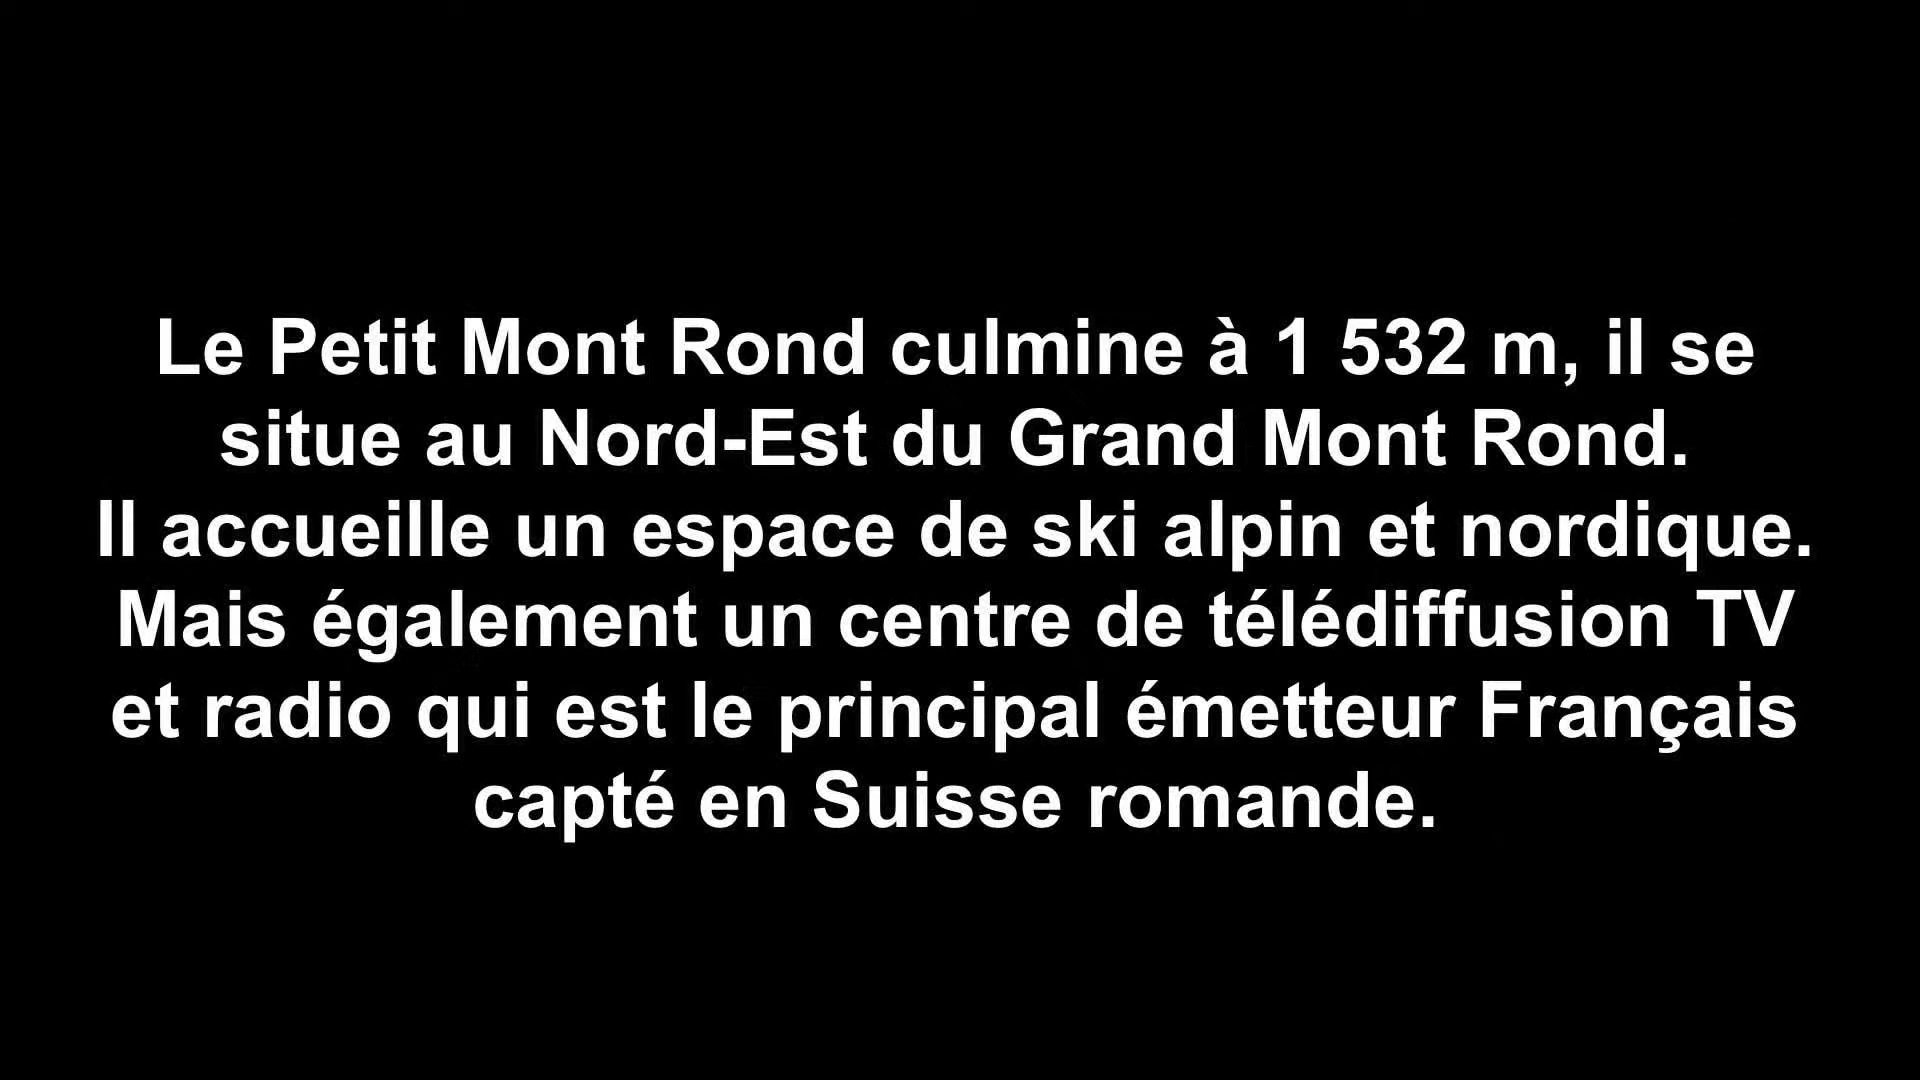 Le Petit Mont Rond culmine à 1 532 m, il se
situe au Nord-Est du Grand Mont Rond.
Il accueille un espace de ski alpin et nordique.
Mais également un centre de télédiffusion TV
et radio qui est le principal émetteur Français
capté en Suisse romande.